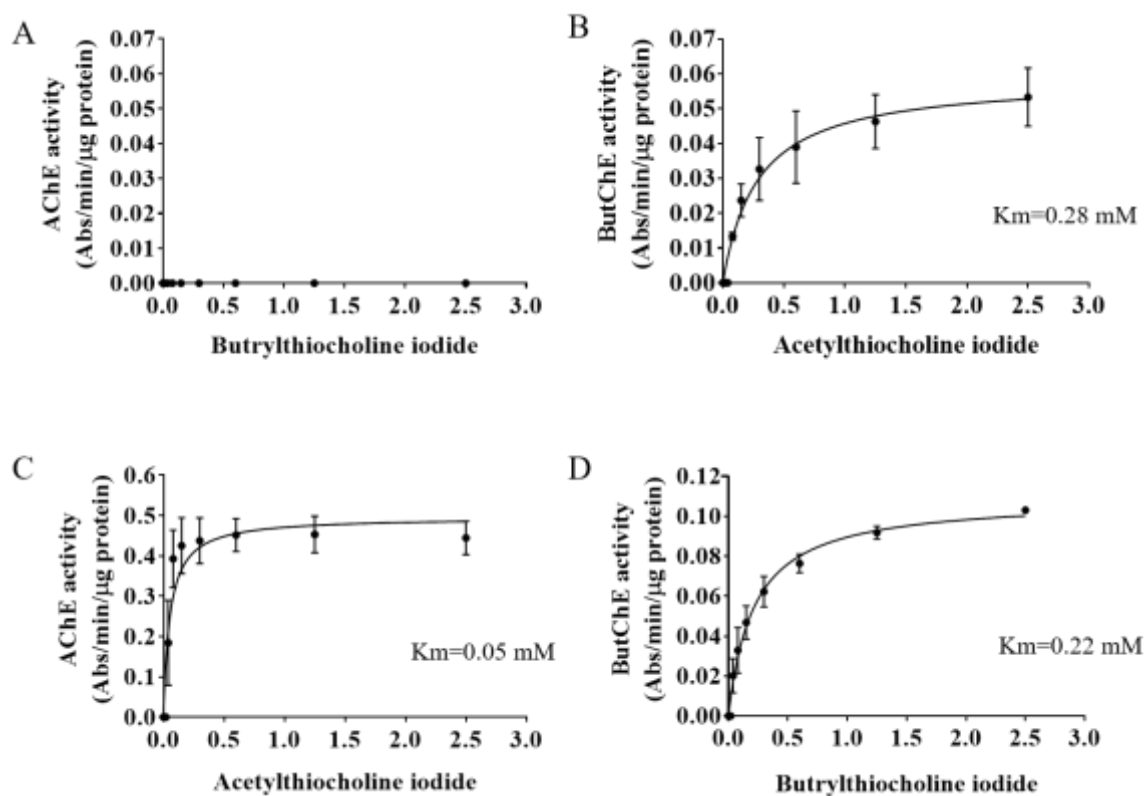 A
AChE activity
(Abs/min/µg protein)
0.07
0.06
0.05
0.04
0.03
0.02
0.01
0.00
0.0 0.5 1.0 1.5 2.0 2.5 3.0
Butrylthiocholine iodide
B
ButChE activity
(Abs/min/µg protein)
0.07
0.06
0.05
0.04
0.03
0.02
0.01
0.00
Km=0.28 mM
0.0 0.5 1.0 1.5 2.0 2.5 3.0
Acetylthiocholine iodide
C
AChE activity
(Abs/min/µg protein)
0.6
0.5
0.4
0.3
0.2
0.1
0.0
Km=0.05 mM
0.0 0.5 1.0 1.5 2.0 2.5 3.0
Acetylthiocholine iodide
D
ButChE activity
(Abs/min/µg protein)
0.12
0.10
0.08
0.06
0.04
0.02
0.00
Km=0.22 mM
0.0 0.5 1.0 1.5 2.0 2.5 3.0
Butrylthiocholine iodide